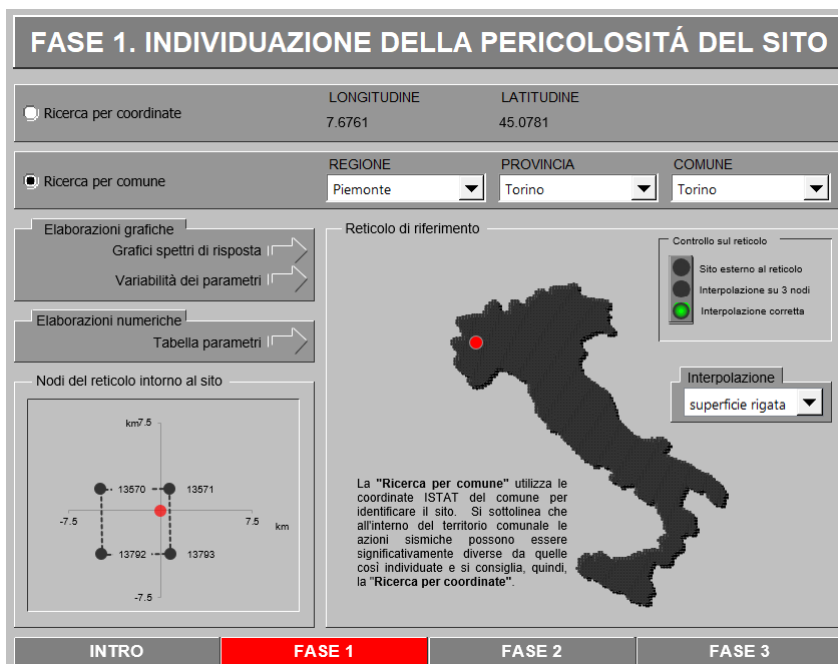 FASE 1. INDIVIDUAZIONE DELLA PERICOLOSITÁ DEL SITO
Ricerca per coordinate
LONGITUDINE
LATITUDINE
7.6761
45.0781
Ricerca per comune
REGIONE
PROVINCIA
COMUNE
Piemonte
Torino
Torino
Elaborazioni grafiche
Grafici spettri di risposta
Variabilità dei parametri
Elaborazioni numeriche
Tabella parametri
Nodi del reticolo intorno al sito
km
7.5
13570
13571
-7.5
7.5
km
13792
13793
-7.5
Reticolo di riferimento
Controllo sul reticolo
Sito esterno al reticolo
Interpolazione su 3 nodi
Interpolazione corretta
Interpolazione
superficie rigata
La "Ricerca per comune" utilizza le
coordinate ISTAT del comune per
identificare il sito. Si sottolinea che
all'interno del territorio comunale le
azioni sismiche possono essere
significativamente diverse da quelle
così individuate e si consiglia, quindi,
la "Ricerca per coordinate".
INTRO
FASE 1
FASE 2
FASE 3